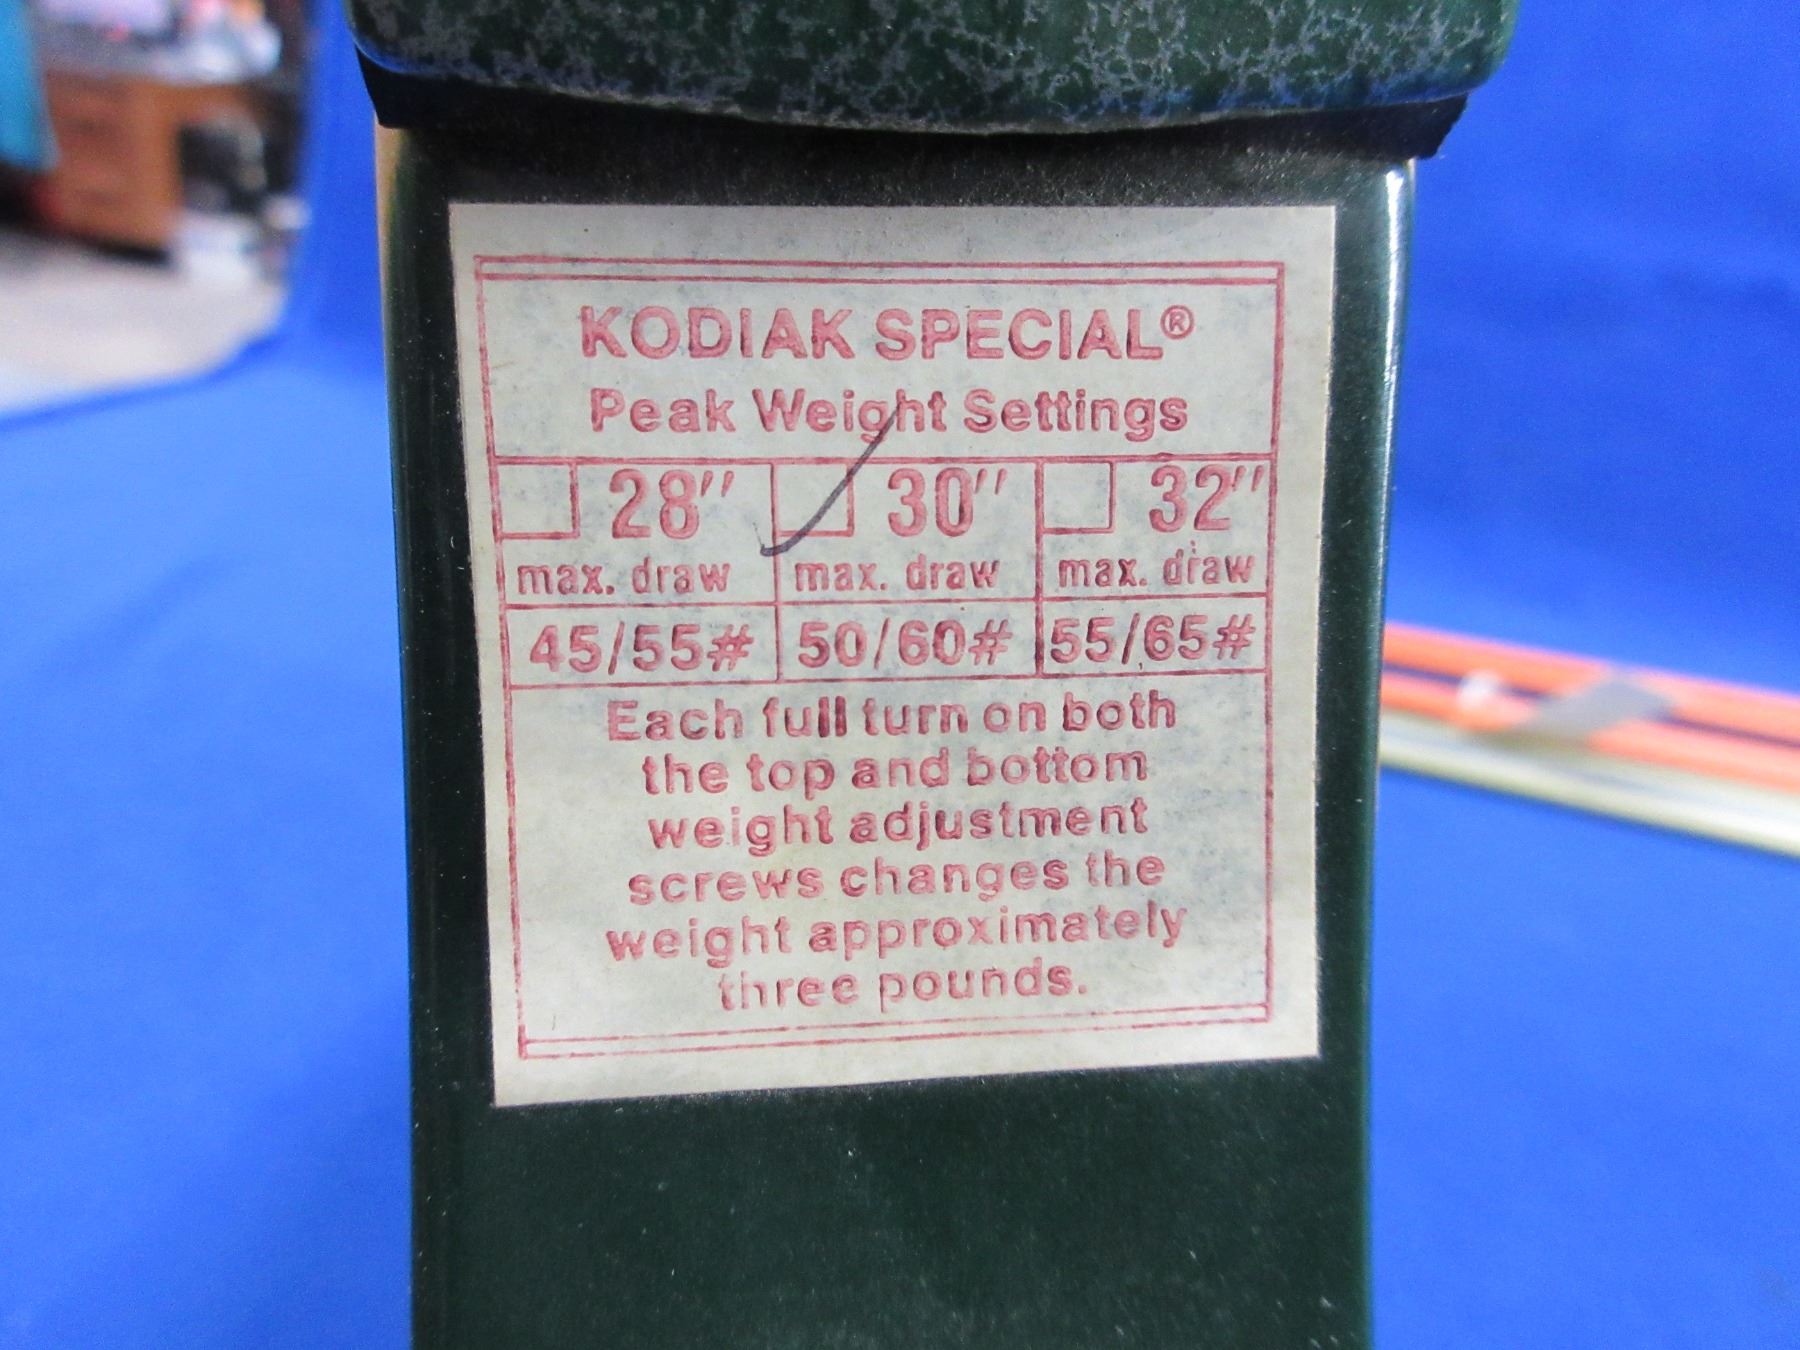 KODIAK SPECIAL®
Peak Weight Settings
28" 30" 32"
max. draw max. draw max. draw
45/55# 50/60# 55/65#
Each full turn on both
the top and bottom
weight adjustment
screws changes the
weight approximately
three pounds.